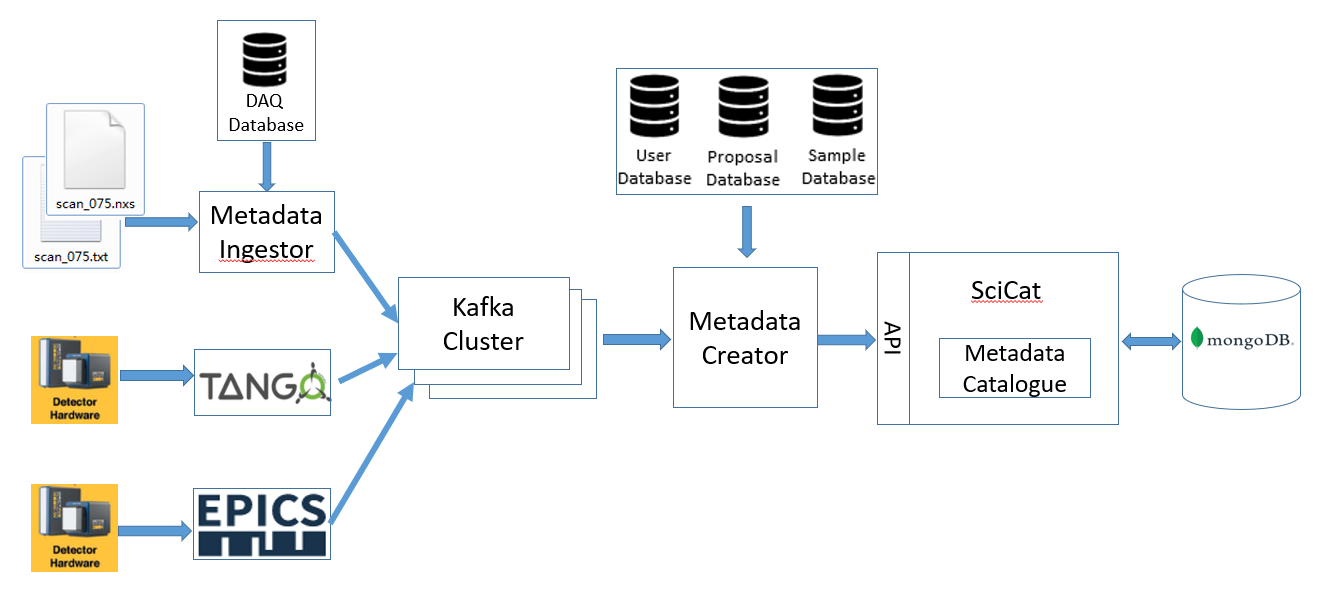 DAQ
Database
scan_075.nxs
scan_075.txt
Metadata
Ingestor
User
Database
Proposal
Database
Sample
Database
Kafka
Cluster
Metadata
Creator
API
SciCat
Metadata
Catalogue
mongoDB.
Detector
Hardware
TANGO
Detector
Hardware
EPICS